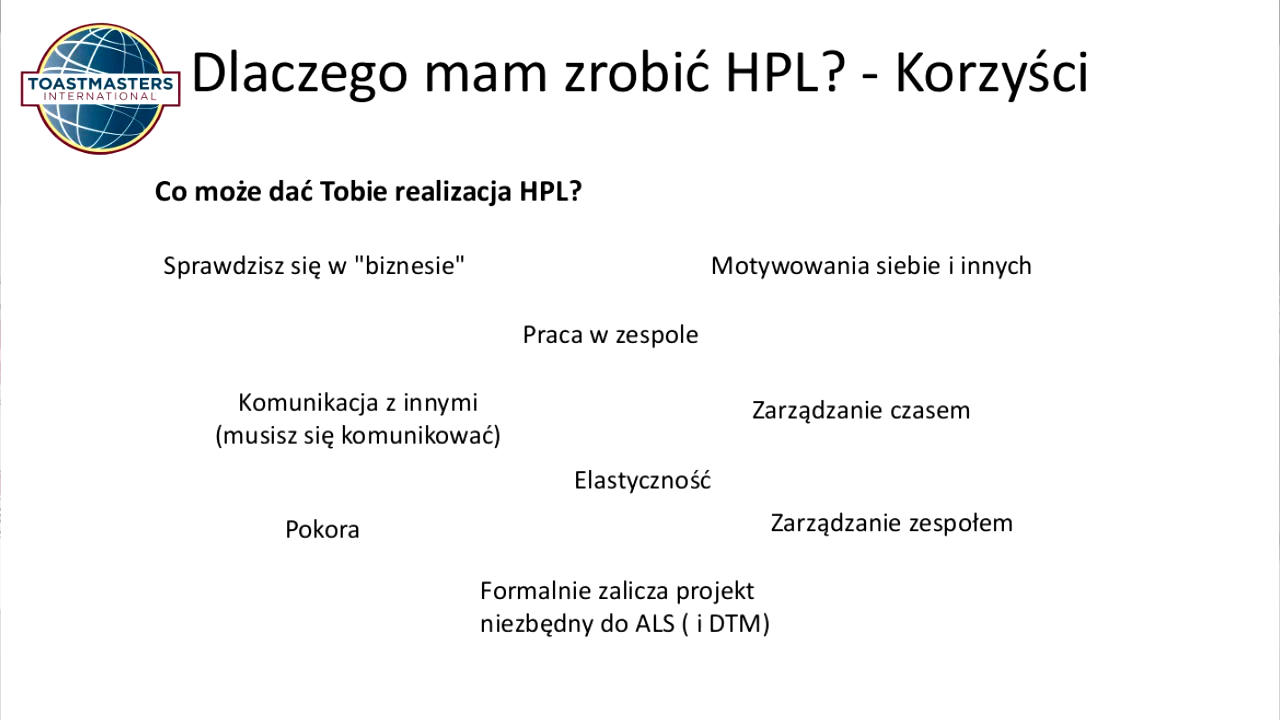 TOASTMASTERS
INTERNATIONAL
Dlaczego mam zrobić HPL? - Korzyści
Co może dać Tobie realizacja HPL?
Sprawdzisz się w "biznesie"
Motywowania siebie i innych
Praca w zespole
Komunikacja z innymi
(musisz się komunikować)
Zarządzanie czasem
Elastyczność
Pokora
Zarządzanie zespołem
Formalnie zalicza projekt
niezbędny do ALS ( i DTM)